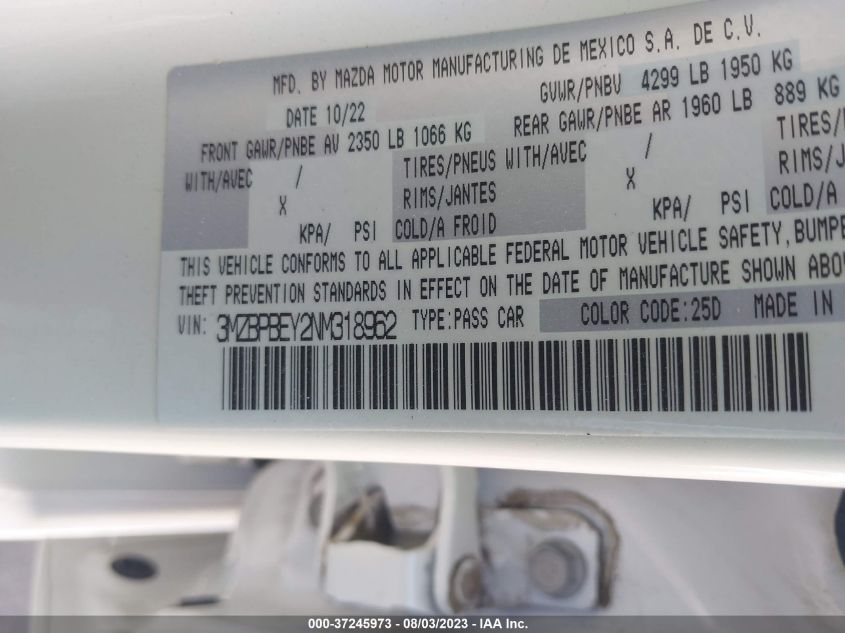 MFD. BY MAZDA MOTOR MANUFACTURING DE MEXICO S.A. DE C.V.
DATE 10/22 GVWR/PNBV 4299 LB 1950 KG
FRONT GAWR/PNBE AV 2350 LB 1066 KG REAR GAWR/PNBE AR 1960 LB 889 KG
WITH/AVEC / TIRES/PNEUS WITH/AVEC / TIRES/
X RIMS/JANTES X RIMS/J
KPA/ PSI COLD/A FROID KPA/ PSI COLD/A
THIS VEHICLE CONFORMS TO ALL APPLICABLE FEDERAL MOTOR VEHICLE SAFETY, BUMPE
THEFT PREVENTION STANDARDS IN EFFECT ON THE DATE OF MANUFACTURE SHOWN ABOV
VIN: 3MZBPBEY2NM318962 TYPE:PASS CAR COLOR CODE:25D MADE IN
000-37245973 - 08/03/2023 - IAA Inc.